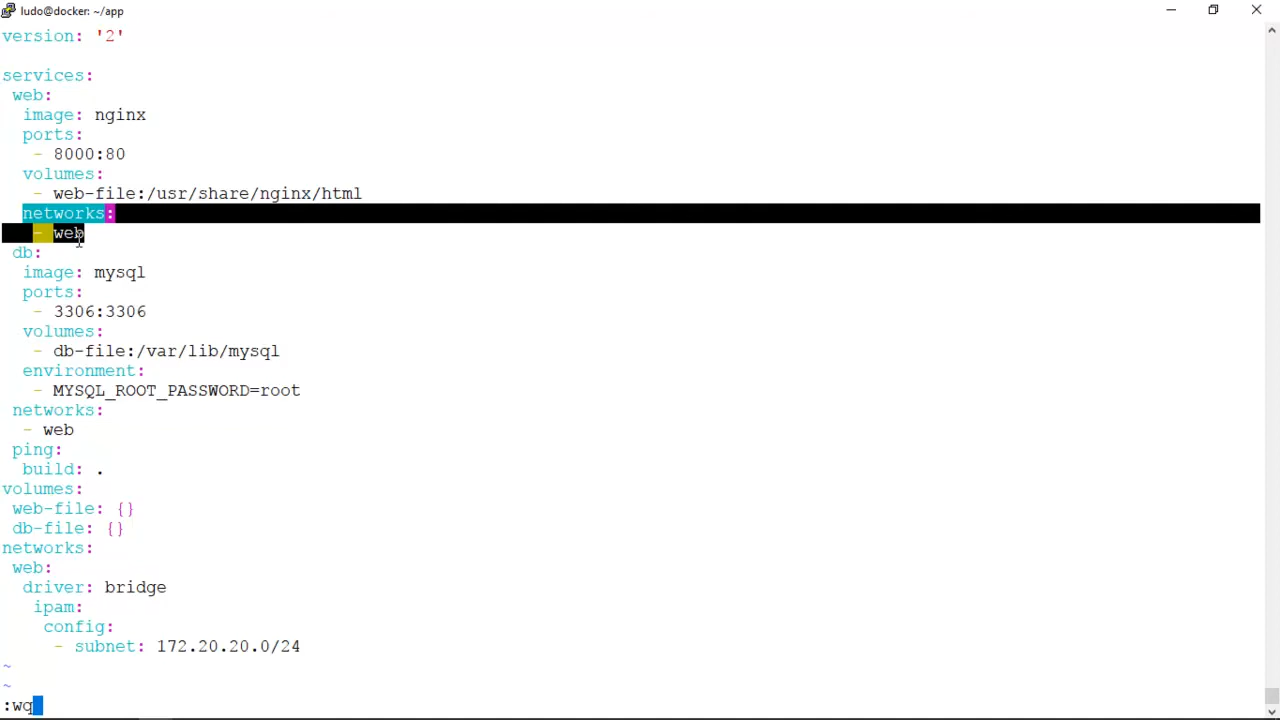 ludo@docker: ~/app
version: '2'
services:
 web:
  image: nginx
  ports:
   - 8000:80
  volumes:
   - web-file:/usr/share/nginx/html
  networks:
   - web
 db:
  image: mysql
  ports:
   - 3306:3306
  volumes:
   - db-file:/var/lib/mysql
  environment:
   - MYSQL_ROOT_PASSWORD=root
 networks:
  - web
 ping:
  build: .
volumes:
 web-file: {}
 db-file: {}
networks:
 web:
  driver: bridge
   ipam:
    config:
     - subnet: 172.20.20.0/24
~
~
:wq